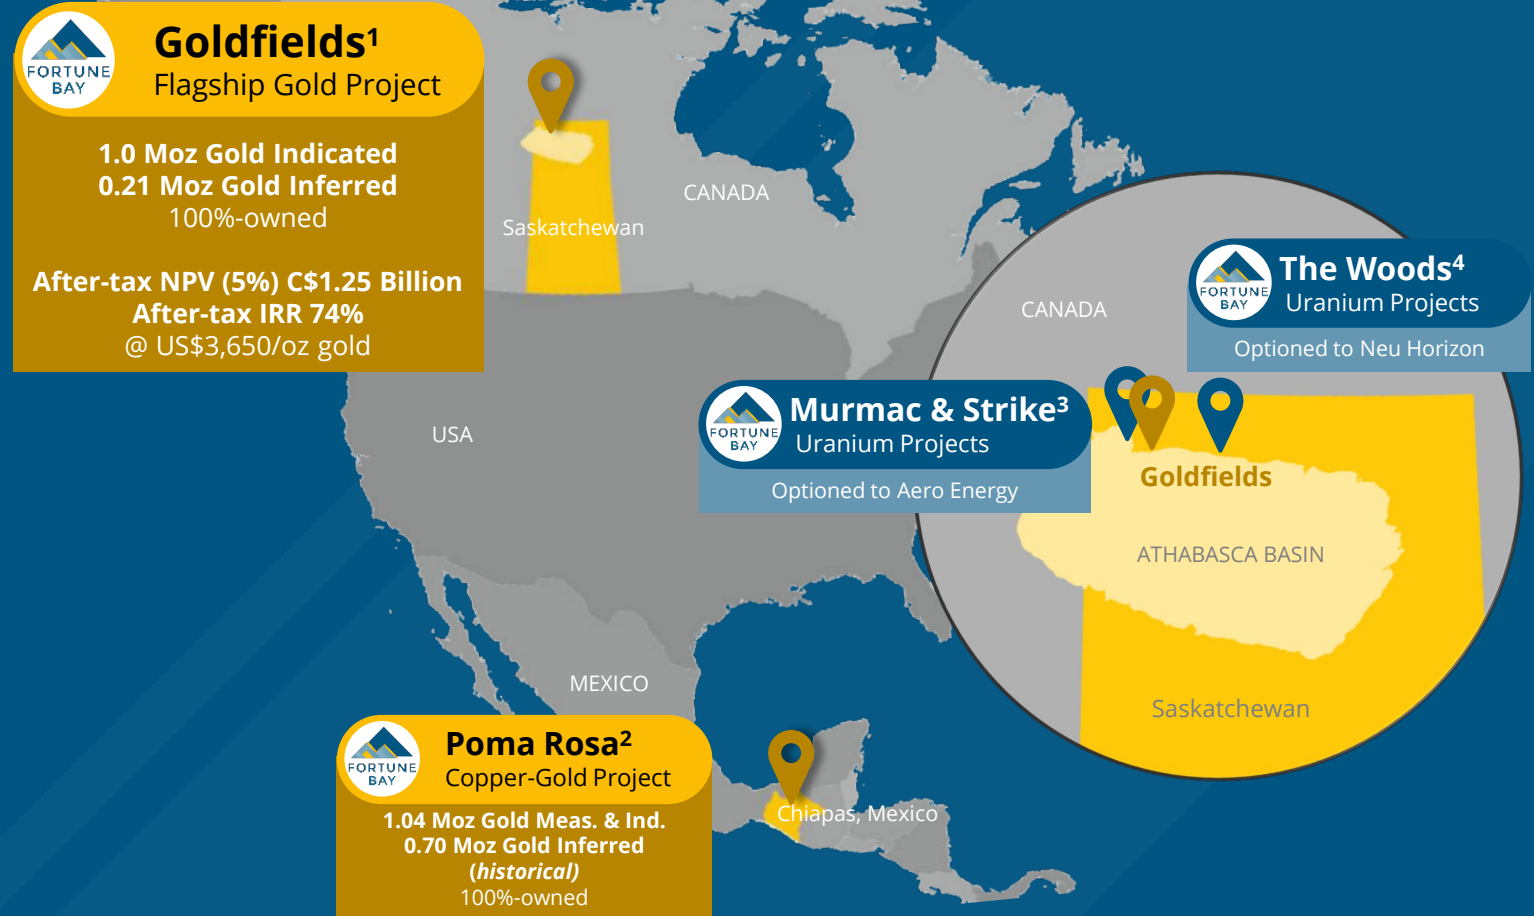 FORTUNE
BAY
Goldfields¹
Flagship Gold Project
1.0 Moz Gold Indicated
0.21 Moz Gold Inferred
100%-owned
After-tax NPV (5%) C$1.25 Billion
After-tax IRR 74%
@ US$3,650/oz gold
CANADA
Saskatchewan
USA
MEXICO
FORTUNE
BAY
The Woods⁴
Uranium Projects
Optioned to Neu Horizon
CANADA
FORTUNE
BAY
Murmac & Strike³
Uranium Projects
Optioned to Aero Energy
Goldfields
ATHABASCA BASIN
Saskatchewan
FORTUNE
BAY
Poma Rosa²
Copper-Gold Project
1.04 Moz Gold Meas. & Ind.
0.70 Moz Gold Inferred
(historical)
100%-owned
Chiapas, Mexico